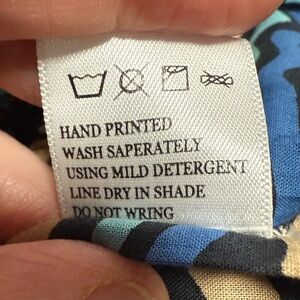 HAND PRINTED
WASH SAPERATELY
USING MILD DETERGENT
LINE DRY IN SHADE
DO NOT WRING